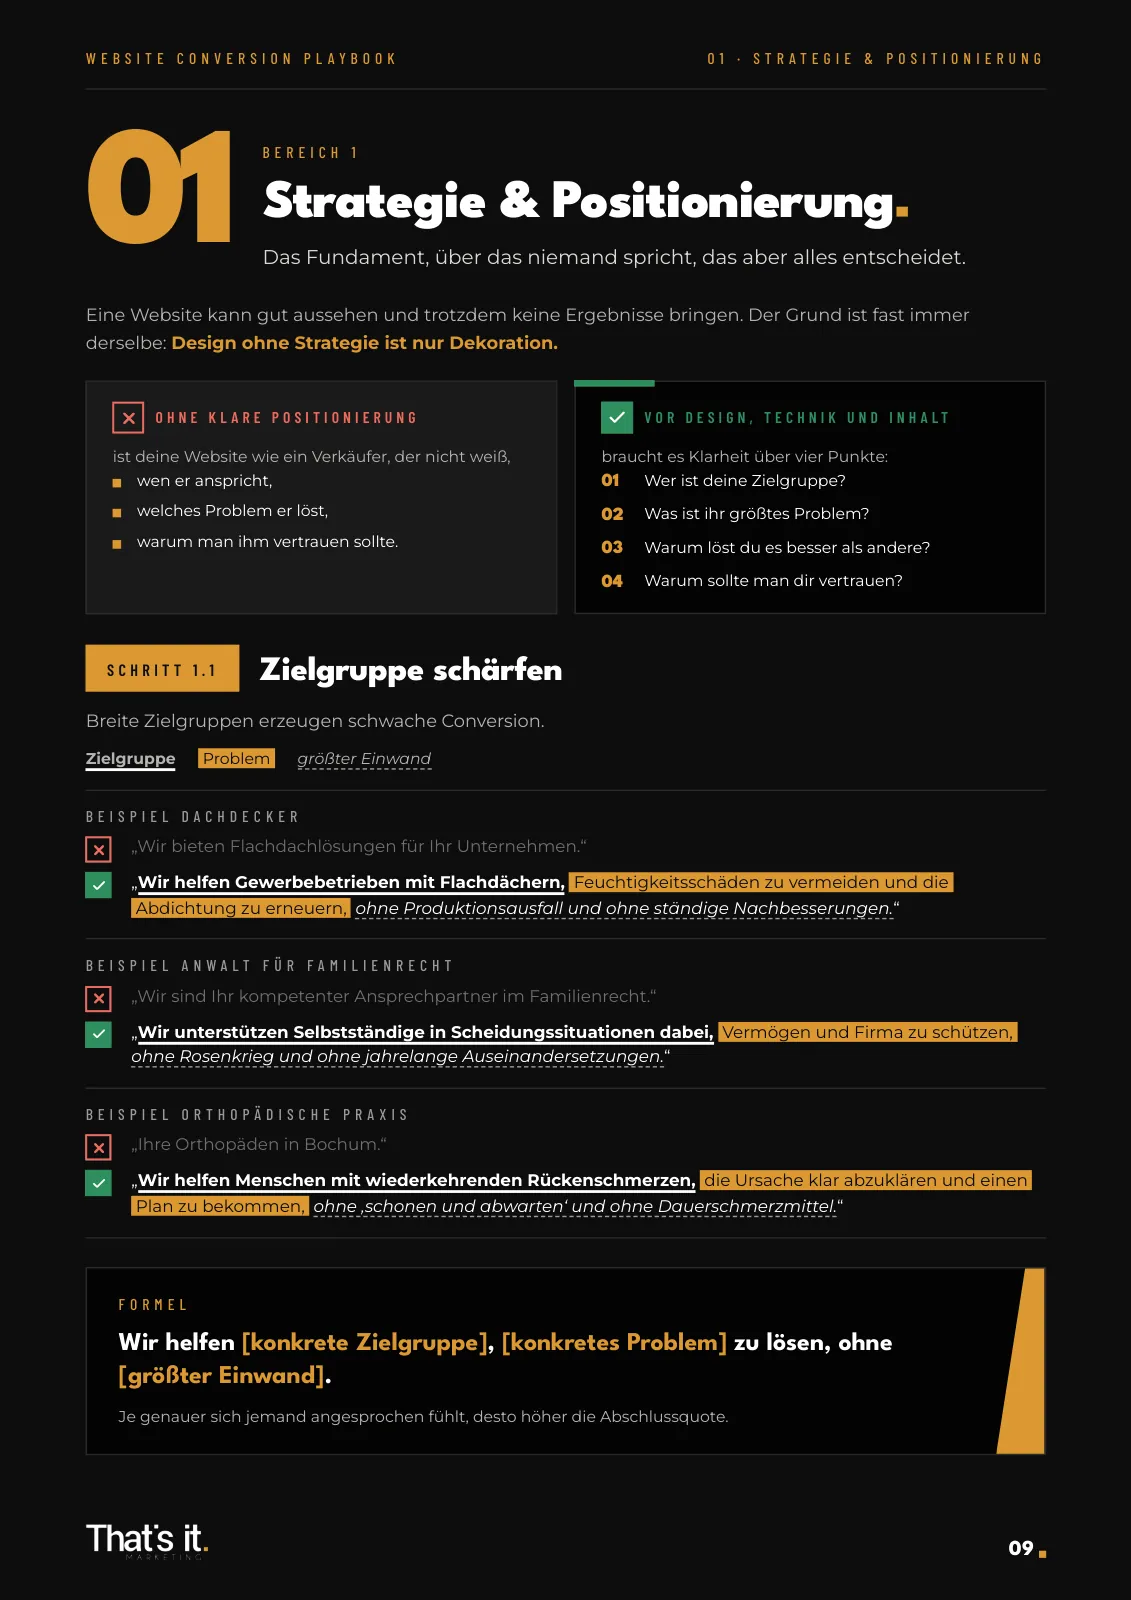 WEBSITE CONVERSION PLAYBOOK
01 · STRATEGIE & POSITIONIERUNG
01
BEREICH 1
Strategie & Positionierung.
Das Fundament, über das niemand spricht, das aber alles entscheidet.
Eine Website kann gut aussehen und trotzdem keine Ergebnisse bringen. Der Grund ist fast immer
derselbe: Design ohne Strategie ist nur Dekoration.
OHNE KLARE POSITIONIERUNG
ist deine Website wie ein Verkäufer, der nicht weiß,
wen er anspricht,
welches Problem er löst,
warum man ihm vertrauen sollte.
VOR DESIGN, TECHNIK UND INHALT
braucht es Klarheit über vier Punkte:
01 Wer ist deine Zielgruppe?
02 Was ist ihr größtes Problem?
03 Warum löst du es besser als andere?
04 Warum sollte man dir vertrauen?
SCHRITT 1.1
Zielgruppe schärfen
Breite Zielgruppen erzeugen schwache Conversion.
Zielgruppe Problem größter Einwand
BEISPIEL DACHDECKER
„Wir bieten Flachdachlösungen für Ihr Unternehmen.“
„Wir helfen Gewerbebetrieben mit Flachdächern, Feuchtigkeitsschäden zu vermeiden und die
Abdichtung zu erneuern, ohne Produktionsausfall und ohne ständige Nachbesserungen.“
BEISPIEL ANWALT FÜR FAMILIENRECHT
„Wir sind Ihr kompetenter Ansprechpartner im Familienrecht.“
„Wir unterstützen Selbstständige in Scheidungssituationen dabei, Vermögen und Firma zu schützen,
ohne Rosenkrieg und ohne jahrelange Auseinandersetzungen.“
BEISPIEL ORTHOPÄDISCHE PRAXIS
„Ihre Orthopäden in Bochum.“
„Wir helfen Menschen mit wiederkehrenden Rückenschmerzen, die Ursache klar abzuklären und einen
Plan zu bekommen, ohne ‚schonen und abwarten‘ und ohne Dauerschmerzmittel.“
FORMEL
Wir helfen [konkrete Zielgruppe], [konkretes Problem] zu lösen, ohne
[größter Einwand].
Je genauer sich jemand angesprochen fühlt, desto höher die Abschlussquote.
That's it.
MARKETING
09